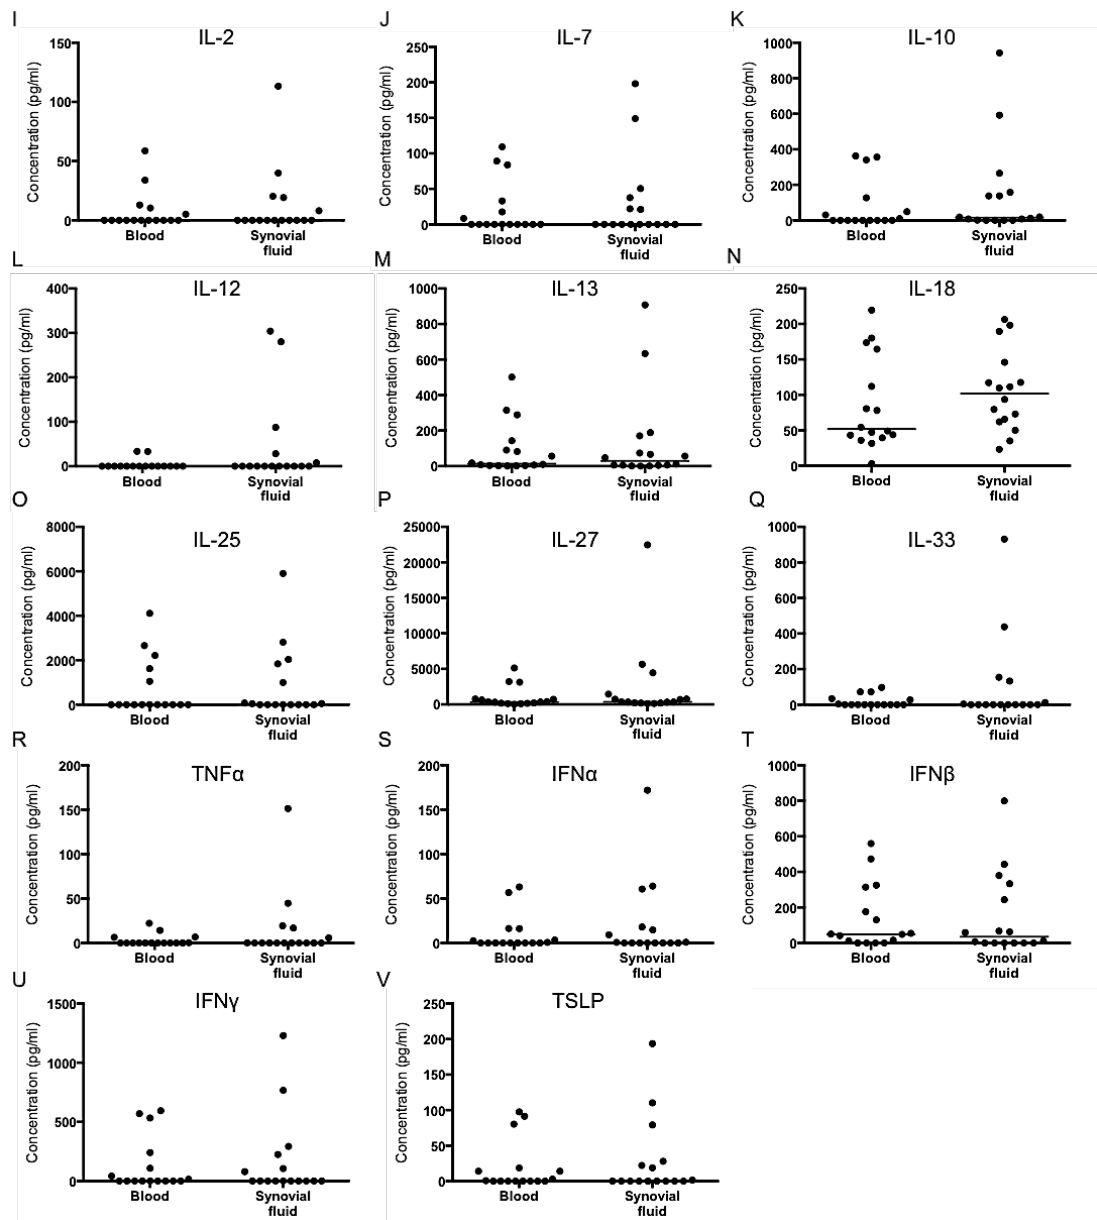 I
IL-2
Concentration (pg/ml)
150
100
50
0
Blood
Synovial
fluid
J
IL-7
Concentration (pg/ml)
250
200
150
100
50
0
Blood
Synovial
fluid
K
IL-10
Concentration (pg/ml)
1000
800
600
400
200
0
Blood
Synovial
fluid
L
IL-12
Concentration (pg/ml)
400
300
200
100
0
Blood
Synovial
fluid
M
IL-13
Concentration (pg/ml)
1000
800
600
400
200
0
Blood
Synovial
fluid
N
IL-18
Concentration (pg/ml)
250
200
150
100
50
0
Blood
Synovial
fluid
O
IL-25
Concentration (pg/ml)
8000
6000
4000
2000
0
Blood
Synovial
fluid
P
IL-27
Concentration (pg/ml)
25000
20000
15000
10000
5000
0
Blood
Synovial
fluid
Q
IL-33
Concentration (pg/ml)
1000
800
600
400
200
0
Blood
Synovial
fluid
R
TNFα
Concentration (pg/ml)
200
150
100
50
0
Blood
Synovial
fluid
S
IFNα
Concentration (pg/ml)
200
150
100
50
0
Blood
Synovial
fluid
T
IFNβ
Concentration (pg/ml)
1000
800
600
400
200
0
Blood
Synovial
fluid
U
IFNγ
Concentration (pg/ml)
1500
1000
500
0
Blood
Synovial
fluid
V
TSLP
Concentration (pg/ml)
250
200
150
100
50
0
Blood
Synovial
fluid